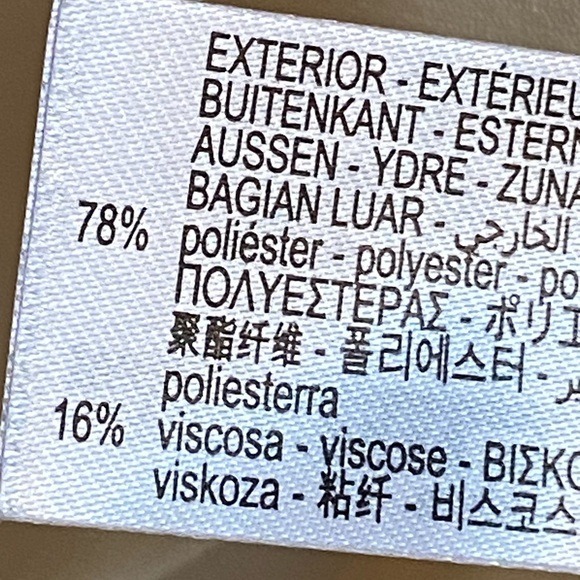 EXTERIOR - EXTÉRIEU
BUITENKANT - ESTERN
AUSSEN - YDRE - ZUNA
BAGIAN LUAR - الخارجي
78% poliéster - polyester - po
ΠΟΛΥΕΣΤΕΡΑΣ - ポリエ
聚酯纤维 - 폴리에스터 -
poliesterra
16% viscosa - viscose - ΒΙΣΚΟ
viskoza - 粘纤 - 비스코스